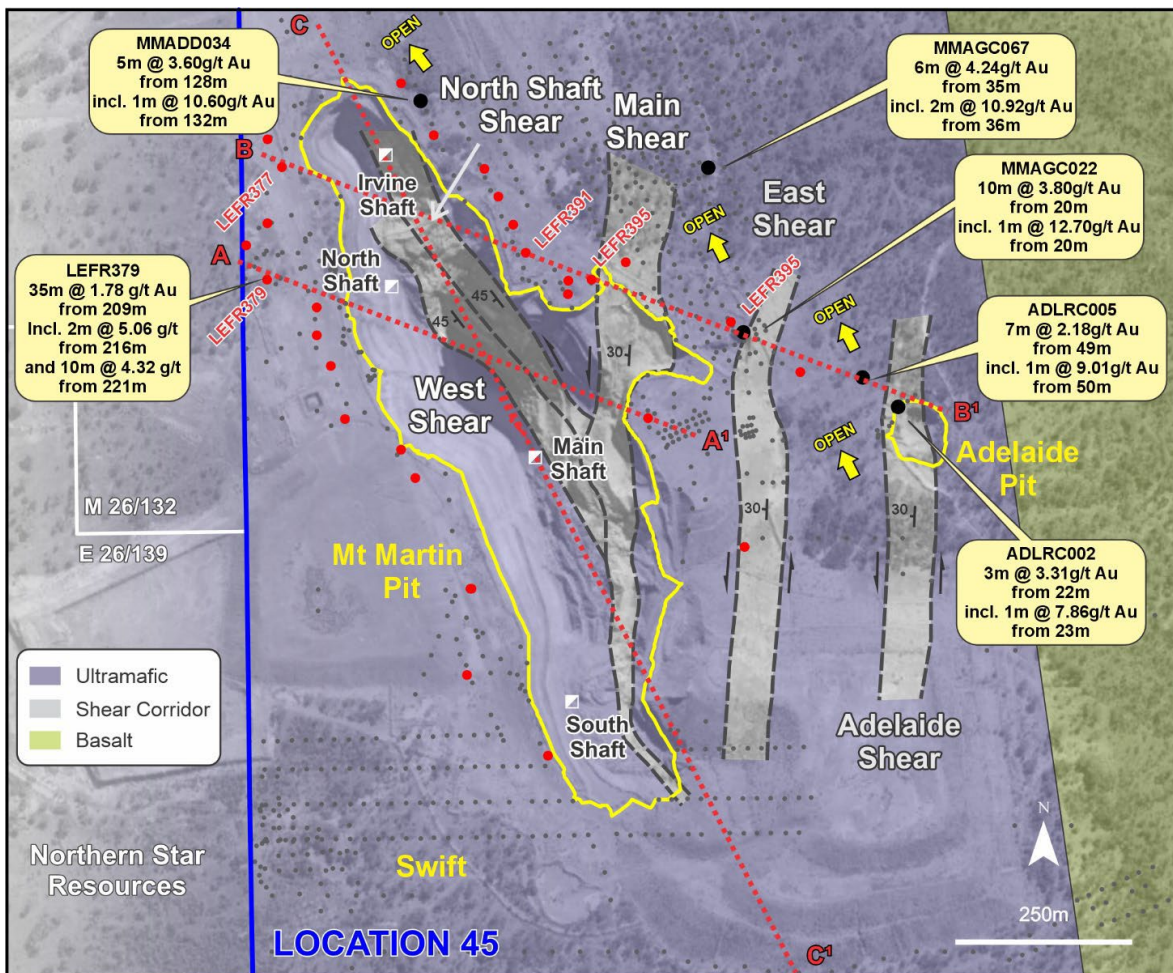 C
OPEN
MMADD034
5m @ 3.60g/t Au
from 128m
incl. 1m @ 10.60g/t Au
from 132m
North Shaft
Shear
Main
Shear
MMAGC067
6m @ 4.24g/t Au
from 35m
incl. 2m @ 10.92g/t Au
from 36m
B
Irvine
Shaft
LEFR377
LEFR391
LEFR395
OPEN
East
Shear
MMAGC022
10m @ 3.80g/t Au
from 20m
incl. 1m @ 12.70g/t Au
from 20m
A
North
Shaft
LEFR379
LEFR379
35m @ 1.78 g/t Au
from 209m
Incl. 2m @ 5.06 g/t
from 216m
and 10m @ 4.32 g/t
from 221m
45
45
30
LEFR395
OPEN
ADLRC005
7m @ 2.18g/t Au
from 49m
incl. 1m @ 9.01g/t Au
from 50m
West
Shear
A¹
B¹
OPEN
Adelaide
Pit
Main
Shaft
M 26/132
E 26/139
30
30
Mt Martin
Pit
ADLRC002
3m @ 3.31g/t Au
from 22m
incl. 1m @ 7.86g/t Au
from 23m
Ultramafic
Shear Corridor
Basalt
South
Shaft
Adelaide
Shear
Northern Star
Resources
Swift
N
250m
LOCATION 45
C¹